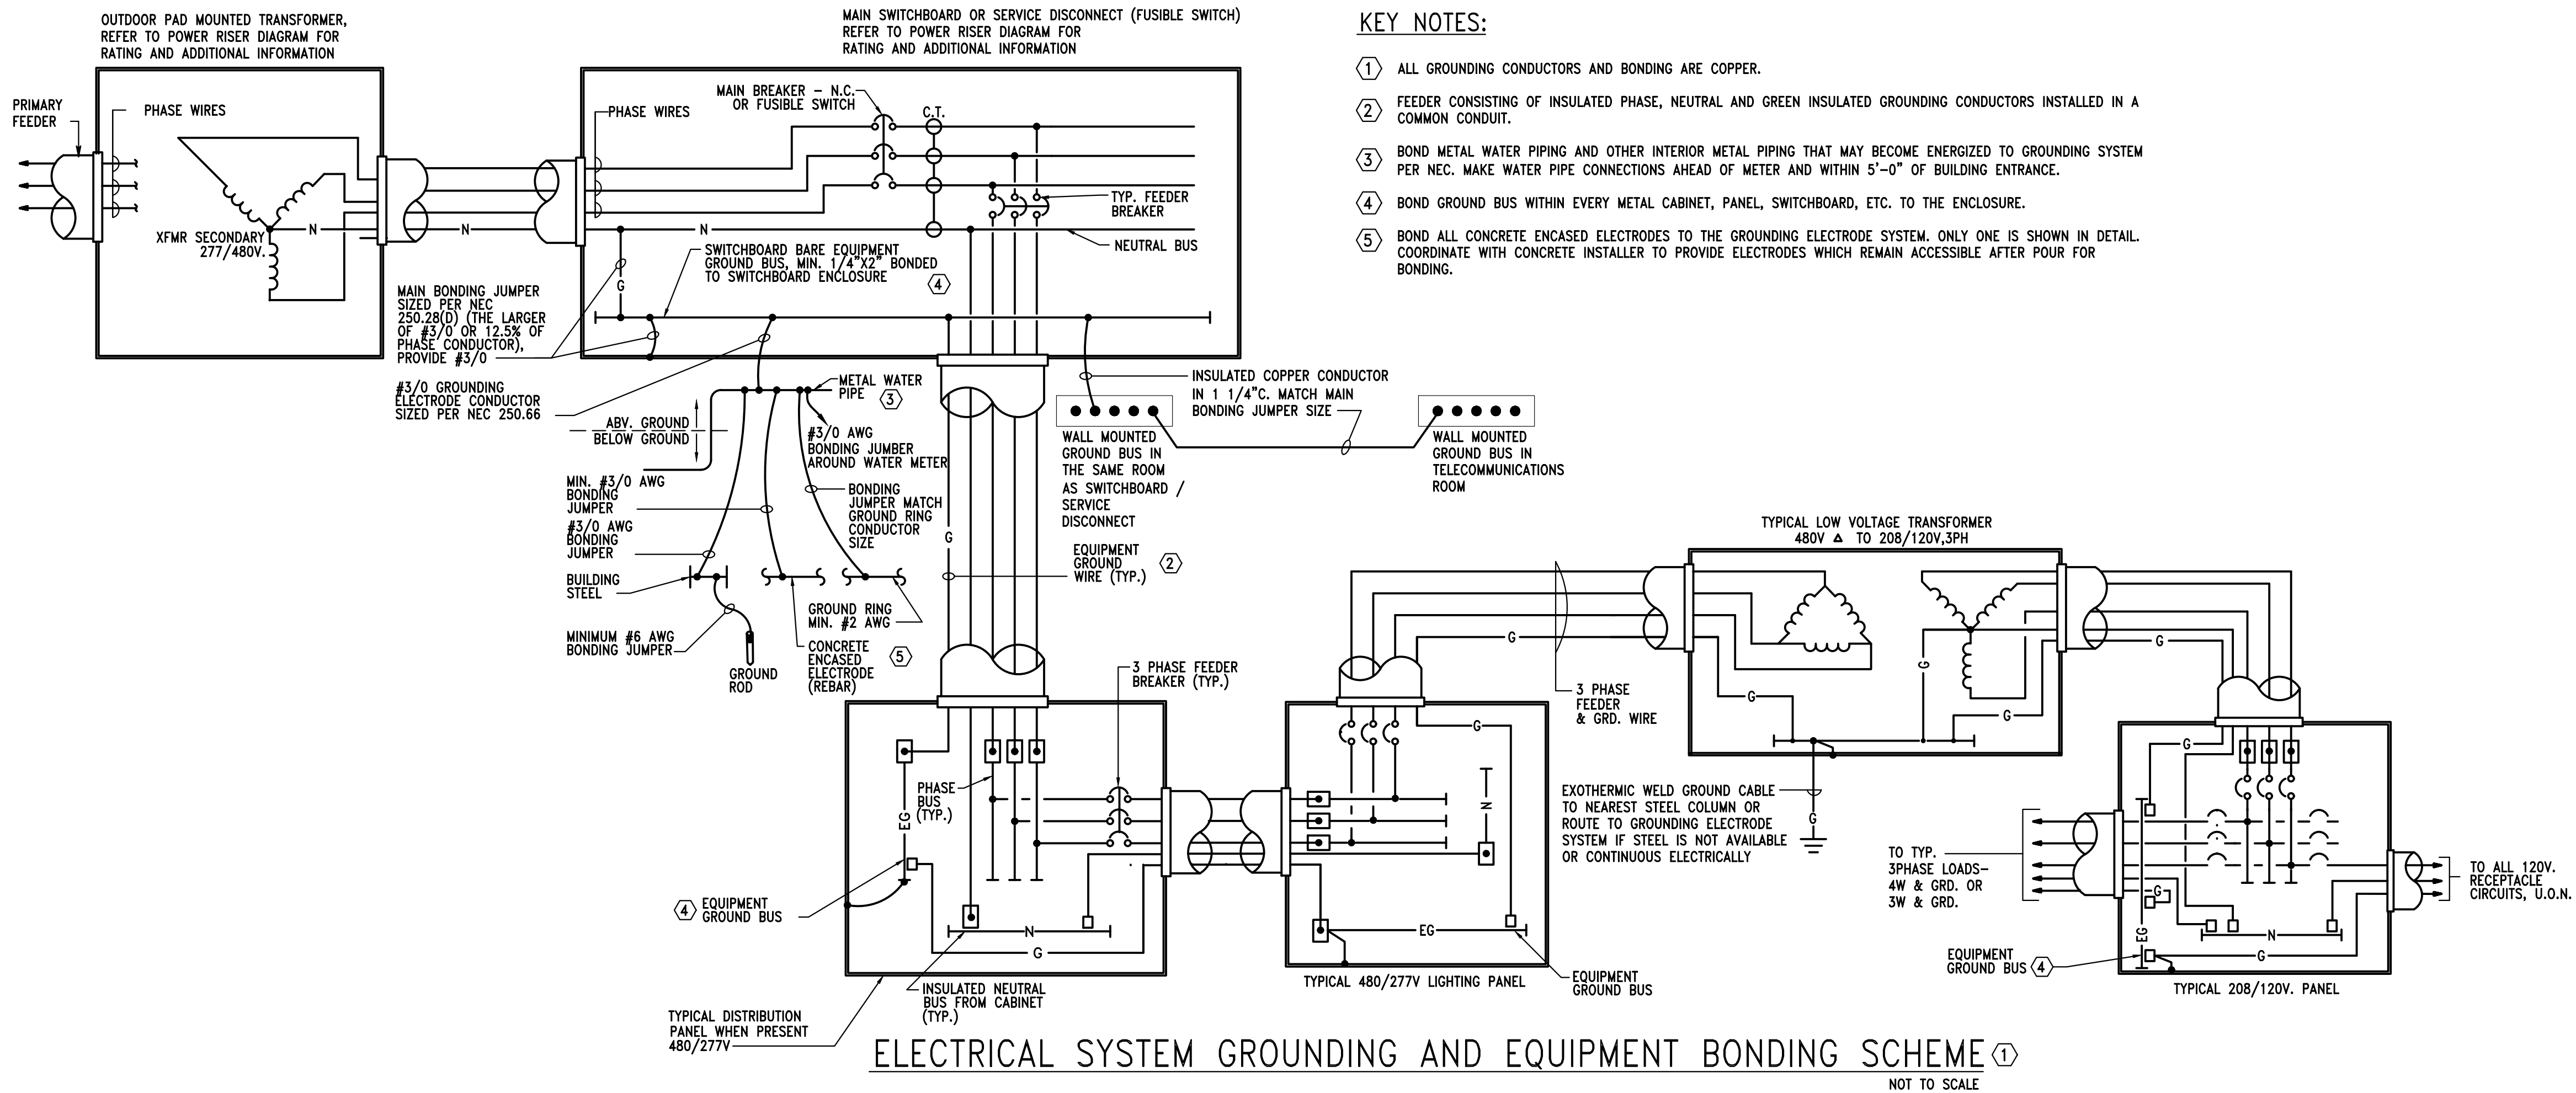 OUTDOOR PAD MOUNTED TRANSFORMER,
REFER TO POWER RISER DIAGRAM FOR
RATING AND ADDITIONAL INFORMATION
PRIMARY
FEEDER
PHASE WIRES
N
XFMR SECONDARY
277/480V.
N
MAIN SWITCHBOARD OR SERVICE DISCONNECT (FUSIBLE SWITCH)
REFER TO POWER RISER DIAGRAM FOR
RATING AND ADDITIONAL INFORMATION
PHASE WIRES
MAIN BREAKER - N.C.
OR FUSIBLE SWITCH
C.T.
TYP. FEEDER
BREAKER
N
NEUTRAL BUS
SWITCHBOARD BARE EQUIPMENT
GROUND BUS, MIN. 1/4"X2" BONDED
TO SWITCHBOARD ENCLOSURE
4
G
MAIN BONDING JUMPER
SIZED PER NEC
250.28(D) (THE LARGER
OF #3/0 OR 12.5% OF
PHASE CONDUCTOR),
PROVIDE #3/0
#3/0 GROUNDING
ELECTRODE CONDUCTOR
SIZED PER NEC 250.66
METAL WATER
PIPE
3
ABV. GROUND
BELOW GROUND
#3/0 AWG
BONDING JUMBER
AROUND WATER METER
MIN. #3/0 AWG
BONDING
JUMPER
#3/0 AWG
BONDING
JUMPER
BONDING
JUMPER MATCH
GROUND RING
CONDUCTOR
SIZE
BUILDING
STEEL
MINIMUM #6 AWG
BONDING JUMPER
GROUND
ROD
GROUND RING
MIN. #2 AWG
CONCRETE
ENCASED
ELECTRODE
(REBAR)
5
G
EQUIPMENT
GROUND
WIRE (TYP.)
2
INSULATED COPPER CONDUCTOR
IN 1 1/4"C. MATCH MAIN
BONDING JUMPER SIZE
WALL MOUNTED
GROUND BUS IN
THE SAME ROOM
AS SWITCHBOARD /
SERVICE
DISCONNECT
WALL MOUNTED
GROUND BUS IN
TELECOMMUNICATIONS
ROOM
KEY NOTES:
1 ALL GROUNDING CONDUCTORS AND BONDING ARE COPPER.
2 FEEDER CONSISTING OF INSULATED PHASE, NEUTRAL AND GREEN INSULATED GROUNDING CONDUCTORS INSTALLED IN A
COMMON CONDUIT.
3 BOND METAL WATER PIPING AND OTHER INTERIOR METAL PIPING THAT MAY BECOME ENERGIZED TO GROUNDING SYSTEM
PER NEC. MAKE WATER PIPE CONNECTIONS AHEAD OF METER AND WITHIN 5'-0" OF BUILDING ENTRANCE.
4 BOND GROUND BUS WITHIN EVERY METAL CABINET, PANEL, SWITCHBOARD, ETC. TO THE ENCLOSURE.
5 BOND ALL CONCRETE ENCASED ELECTRODES TO THE GROUNDING ELECTRODE SYSTEM. ONLY ONE IS SHOWN IN DETAIL.
COORDINATE WITH CONCRETE INSTALLER TO PROVIDE ELECTRODES WHICH REMAIN ACCESSIBLE AFTER POUR FOR
BONDING.
3 PHASE FEEDER
BREAKER (TYP.)
PHASE
BUS
(TYP.)
EG
4 EQUIPMENT
GROUND BUS
N
G
INSULATED NEUTRAL
BUS FROM CABINET
(TYP.)
TYPICAL DISTRIBUTION
PANEL WHEN PRESENT
480/277V
G
G
N
EG
TYPICAL 480/277V LIGHTING PANEL
EQUIPMENT
GROUND BUS
3 PHASE
FEEDER
& GRD. WIRE
TYPICAL LOW VOLTAGE TRANSFORMER
480V Δ TO 208/120V,3PH
G
G
G
G
G
EXOTHERMIC WELD GROUND CABLE
TO NEAREST STEEL COLUMN OR
ROUTE TO GROUNDING ELECTRODE
SYSTEM IF STEEL IS NOT AVAILABLE
OR CONTINUOUS ELECTRICALLY
G
TO TYP.
3PHASE LOADS-
4W & GRD. OR
3W & GRD.
G
EG
N
G
EQUIPMENT
GROUND BUS 4
TO ALL 120V.
RECEPTACLE
CIRCUITS, U.O.N.
TYPICAL 208/120V. PANEL
ELECTRICAL SYSTEM GROUNDING AND EQUIPMENT BONDING SCHEME 1
NOT TO SCALE